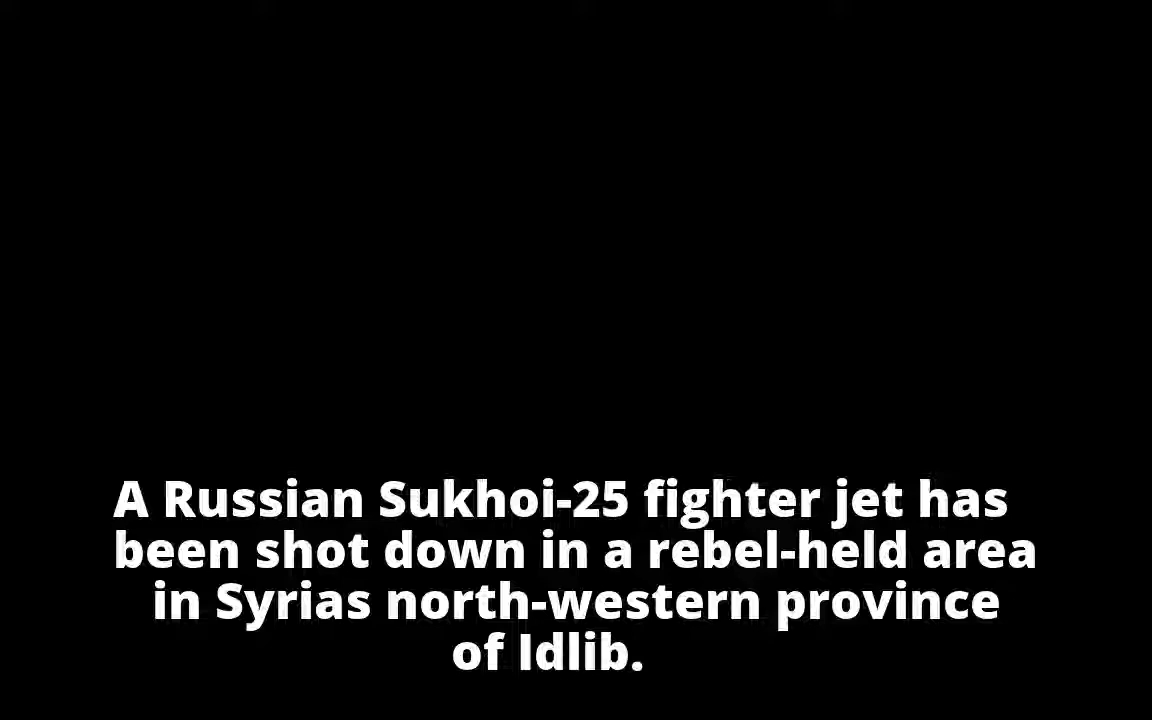 A Russian Sukhoi-25 fighter jet has
been shot down in a rebel-held area
in Syrias north-western province
of Idlib.